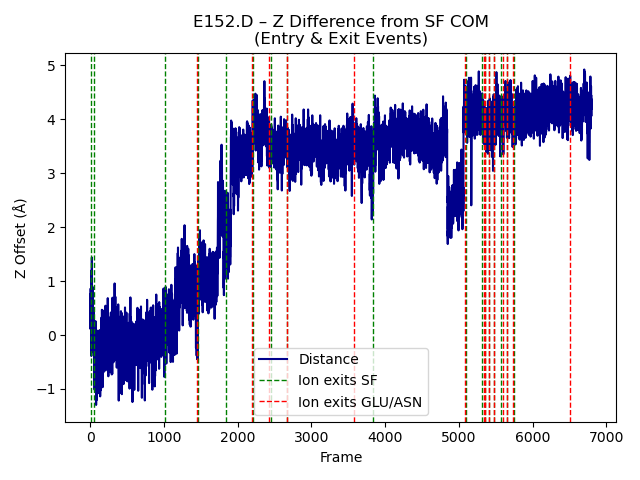 E152.D – Z Difference from SF COM
(Entry & Exit Events)
5
4
3
2
1
0
−1
Z Offset (Å)
Distance
Ion exits SF
Ion exits GLU/ASN
0 1000 2000 3000 4000 5000 6000 7000
Frame